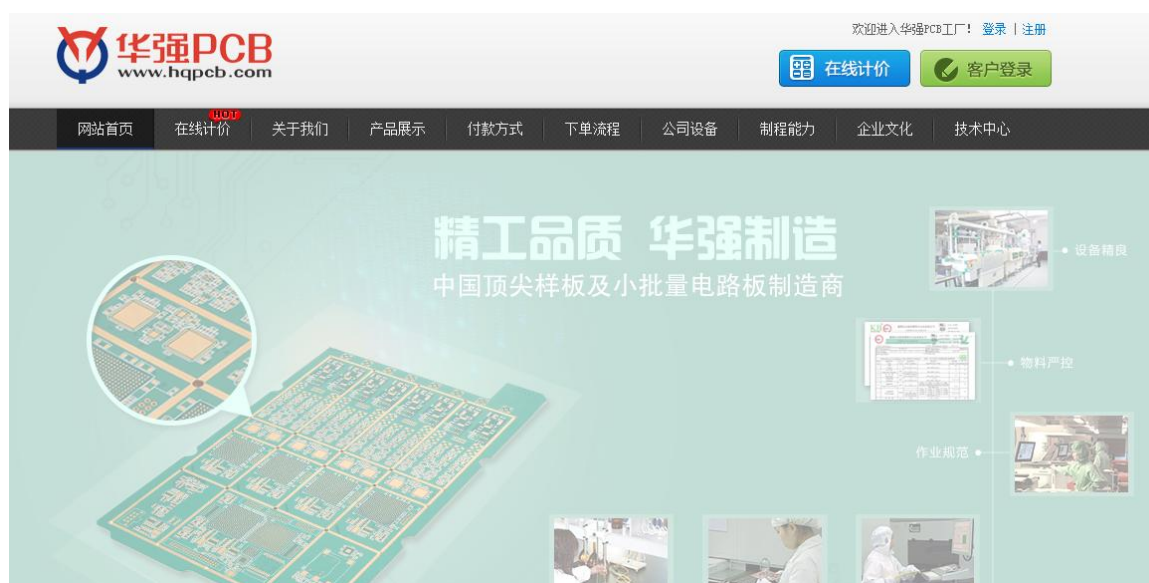 华强PCB
www.hqpcb.com
欢迎进入华强PCB工厂! 登录 | 注册
在线计价
客户登录
HOT
网站首页 在线计价 关于我们 产品展示 付款方式 下单流程 公司设备 制程能力 企业文化 技术中心
精工品质 华强制造
中国顶尖样板及小批量电路板制造商
设备精良
物料严控
作业规范